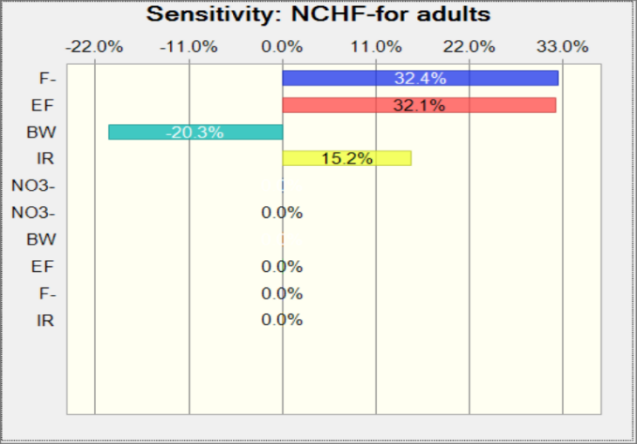 Sensitivity: NCHF-for adults
-22.0% -11.0% 0.0% 11.0% 22.0% 33.0%
F- 32.4%
EF 32.1%
BW -20.3%
IR 15.2%
NO3-
NO3- 0.0%
BW
EF 0.0%
F- 0.0%
IR 0.0%